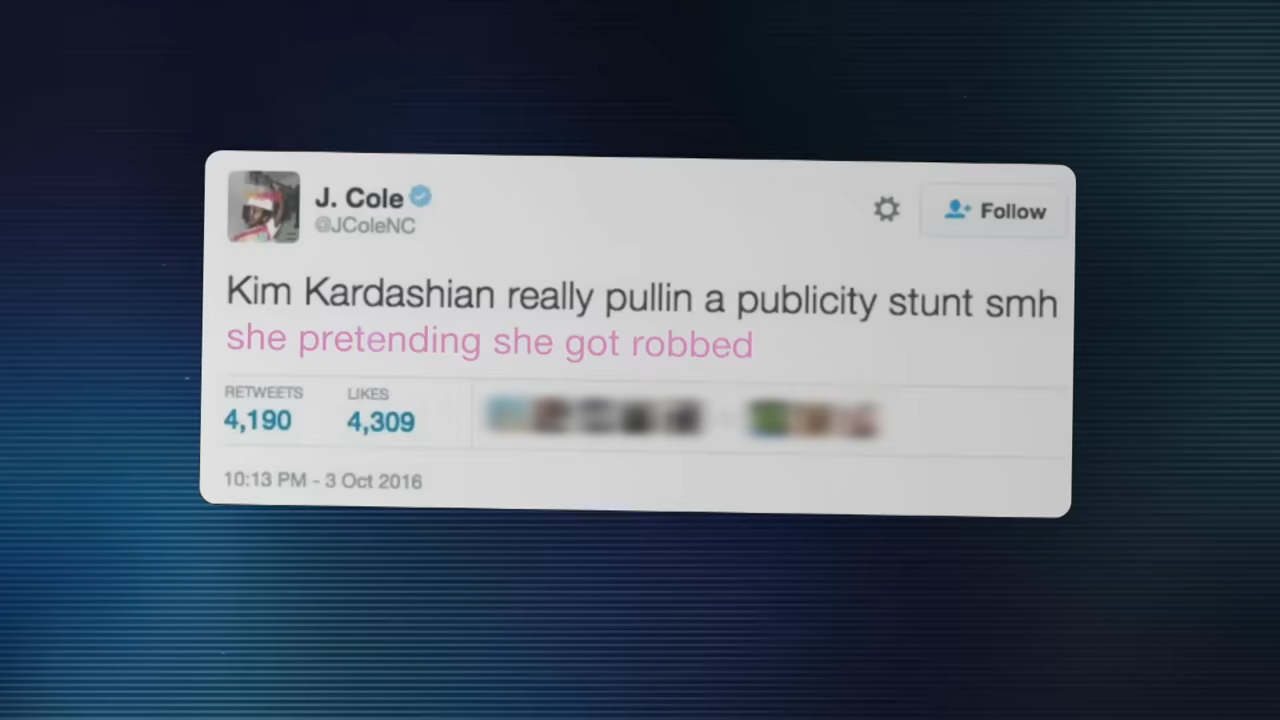 J. Cole
@JColeNC
Follow
Kim Kardashian really pullin a publicity stunt smh
she pretending she got robbed
RETWEETS LIKES
4,190 4,309
10:13 PM - 3 Oct 2016